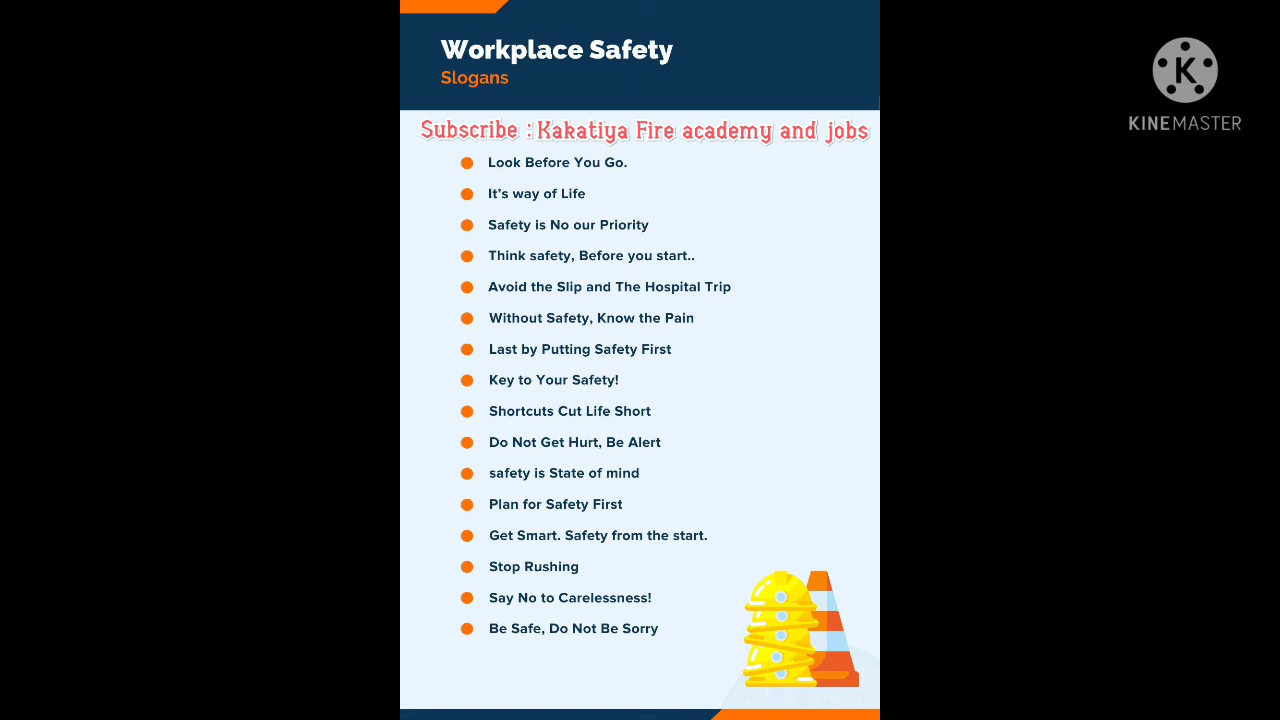 Workplace Safety
Slogans
Subscribe : Kakatiya Fire academy and jobs
Look Before You Go.
It's way of Life
Safety is No our Priority
Think safety, Before you start..
Avoid the Slip and The Hospital Trip
Without Safety, Know the Pain
Last by Putting Safety First
Key to Your Safety!
Shortcuts Cut Life Short
Do Not Get Hurt, Be Alert
safety is State of mind
Plan for Safety First
Get Smart. Safety from the start.
Stop Rushing
Say No to Carelessness!
Be Safe, Do Not Be Sorry
K
KINEMASTER